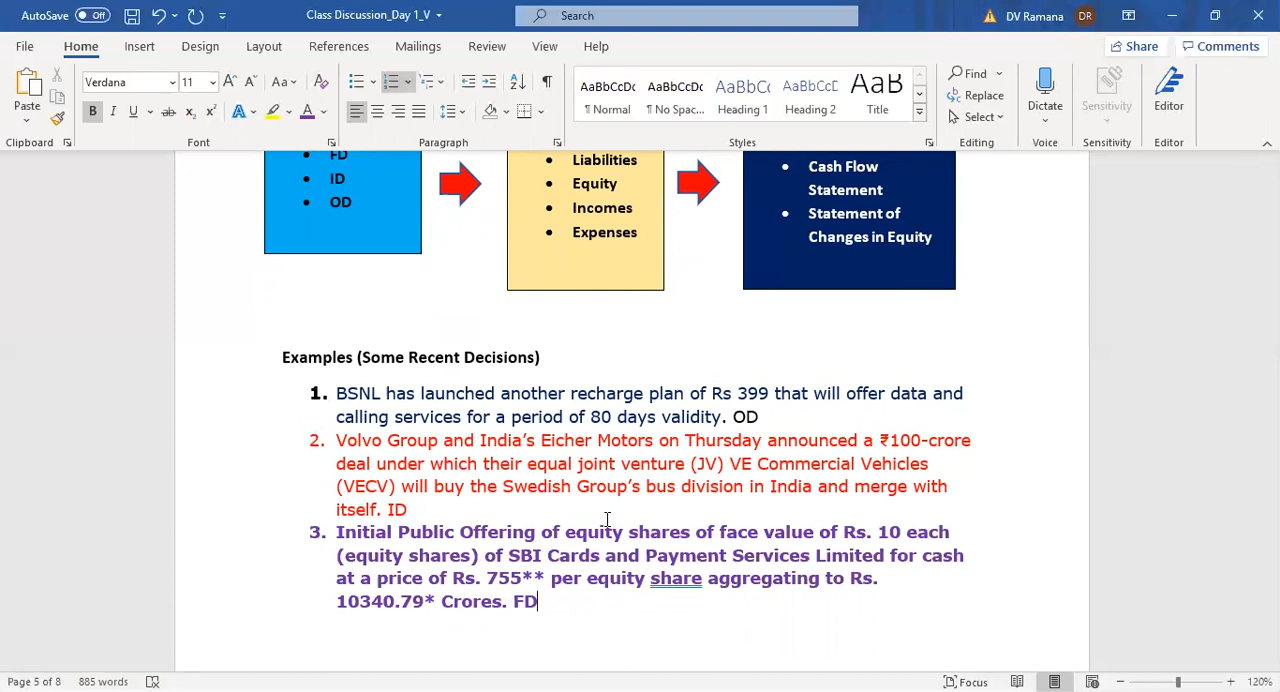 AutoSave Off Class Discussion_Day 1_V Search DV Ramana DR
File Home Insert Design Layout References Mailings Review View Help Share Comments
Paste Verdana 11 A A Aa A AaBbCcDc AaBbCcDc AaBbCc AaBbCcD AaB Find Replace Select Dictate Sensitivity Editor
B I U ab x₂ x² A A ¶ Normal ¶ No Spac... Heading 1 Heading 2 Title
Clipboard Font Paragraph Styles Editing Voice Sensitivity Editor
• FD
• ID
• OD
Liabilities
• Equity
• Incomes
• Expenses
• Cash Flow
Statement
• Statement of
Changes in Equity
Examples (Some Recent Decisions)
1. BSNL has launched another recharge plan of Rs 399 that will offer data and
calling services for a period of 80 days validity. OD
2. Volvo Group and India’s Eicher Motors on Thursday announced a ₹100-crore
deal under which their equal joint venture (JV) VE Commercial Vehicles
(VECV) will buy the Swedish Group’s bus division in India and merge with
itself. ID
3. Initial Public Offering of equity shares of face value of Rs. 10 each
(equity shares) of SBI Cards and Payment Services Limited for cash
at a price of Rs. 755** per equity share aggregating to Rs.
10340.79* Crores. FD
Page 5 of 8 885 words Focus 120%